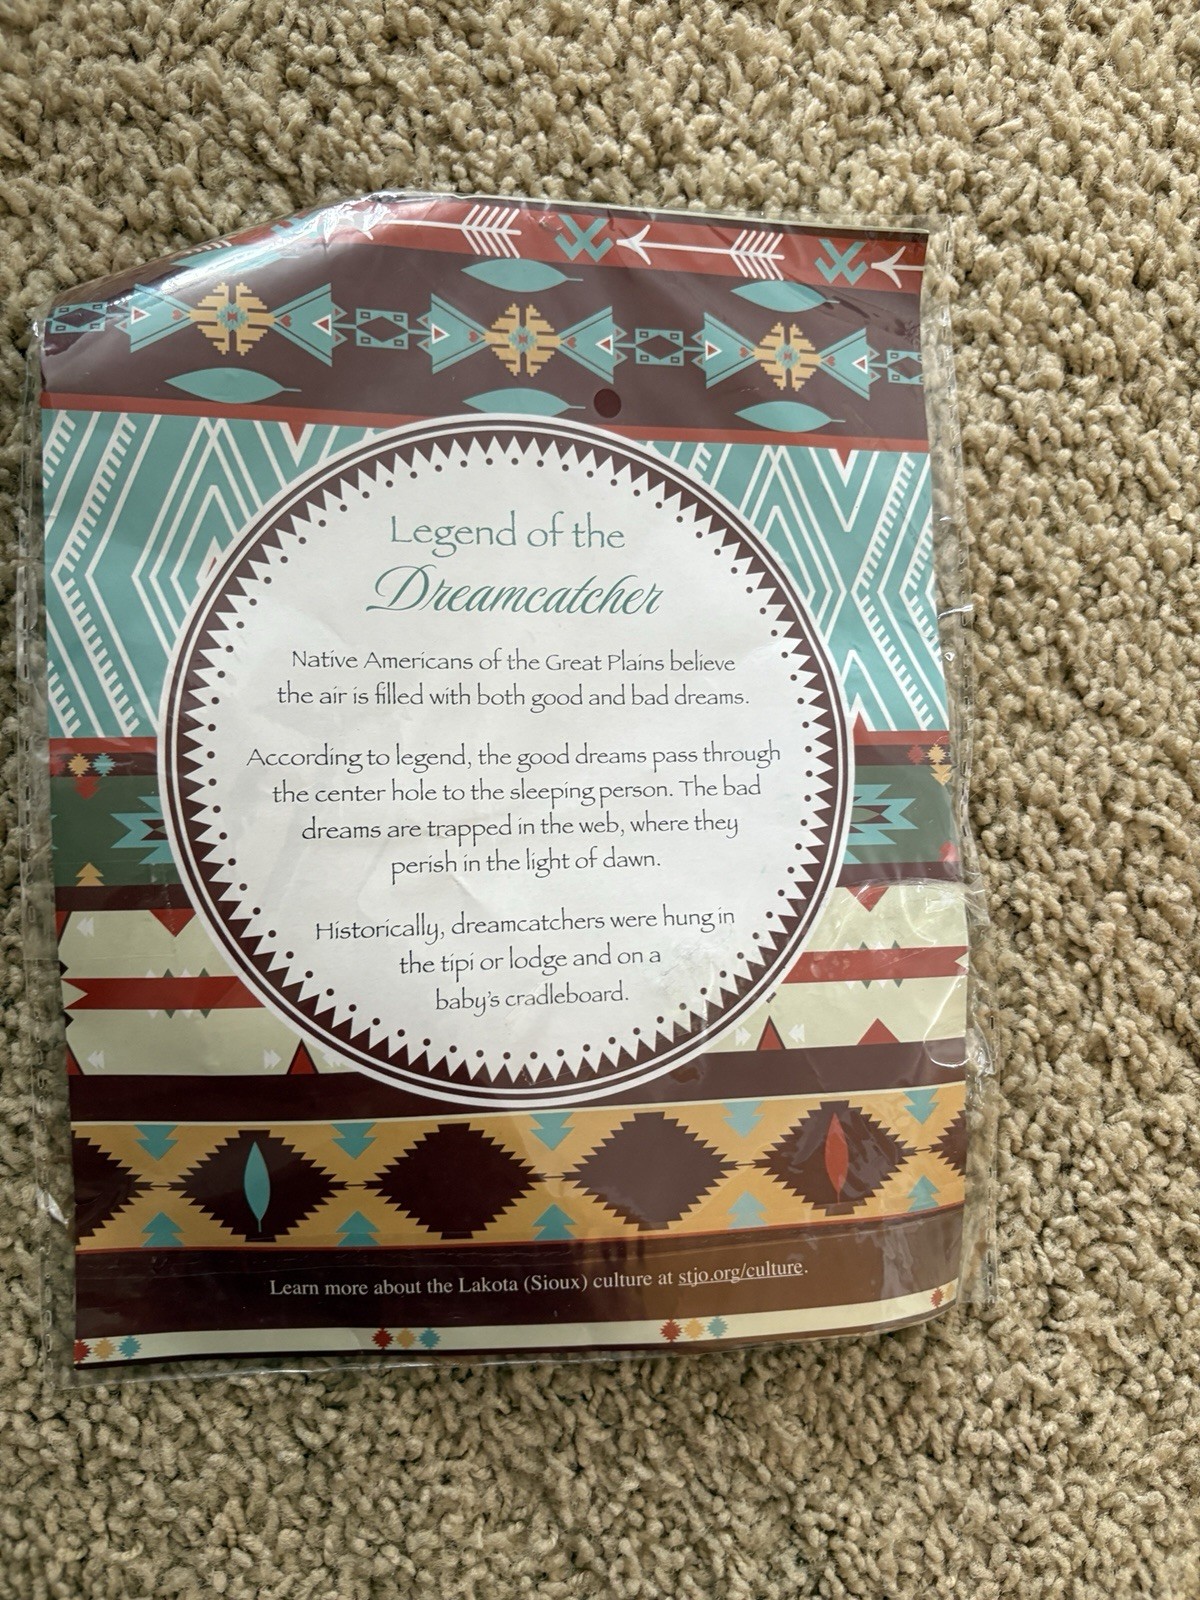 Legend of the
Dreamcatcher
Native Americans of the Great Plains believe
the air is filled with both good and bad dreams.
According to legend, the good dreams pass through
the center hole to the sleeping person. The bad
dreams are trapped in the web, where they
perish in the light of dawn.
Historically, dreamcatchers were hung in
the tipi or lodge and on a
baby's cradleboard.
Learn more about the Lakota (Sioux) culture at stjo.org/culture.